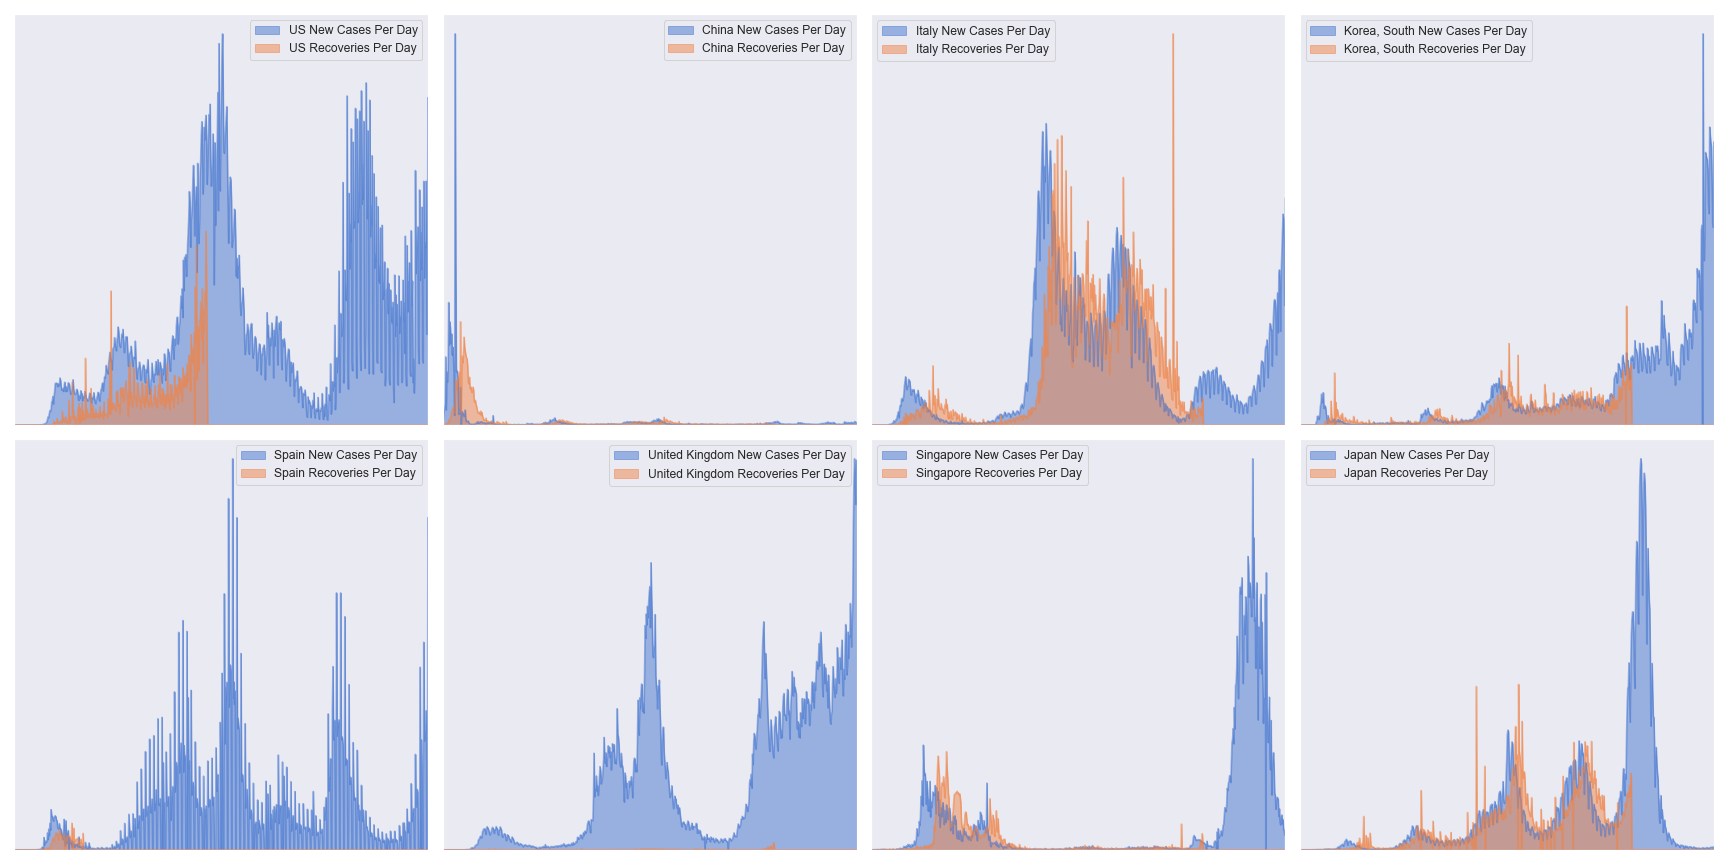 US New Cases Per Day
US Recoveries Per Day
China New Cases Per Day
China Recoveries Per Day
Italy New Cases Per Day
Italy Recoveries Per Day
Korea, South New Cases Per Day
Korea, South Recoveries Per Day
Spain New Cases Per Day
Spain Recoveries Per Day
United Kingdom New Cases Per Day
United Kingdom Recoveries Per Day
Singapore New Cases Per Day
Singapore Recoveries Per Day
Japan New Cases Per Day
Japan Recoveries Per Day